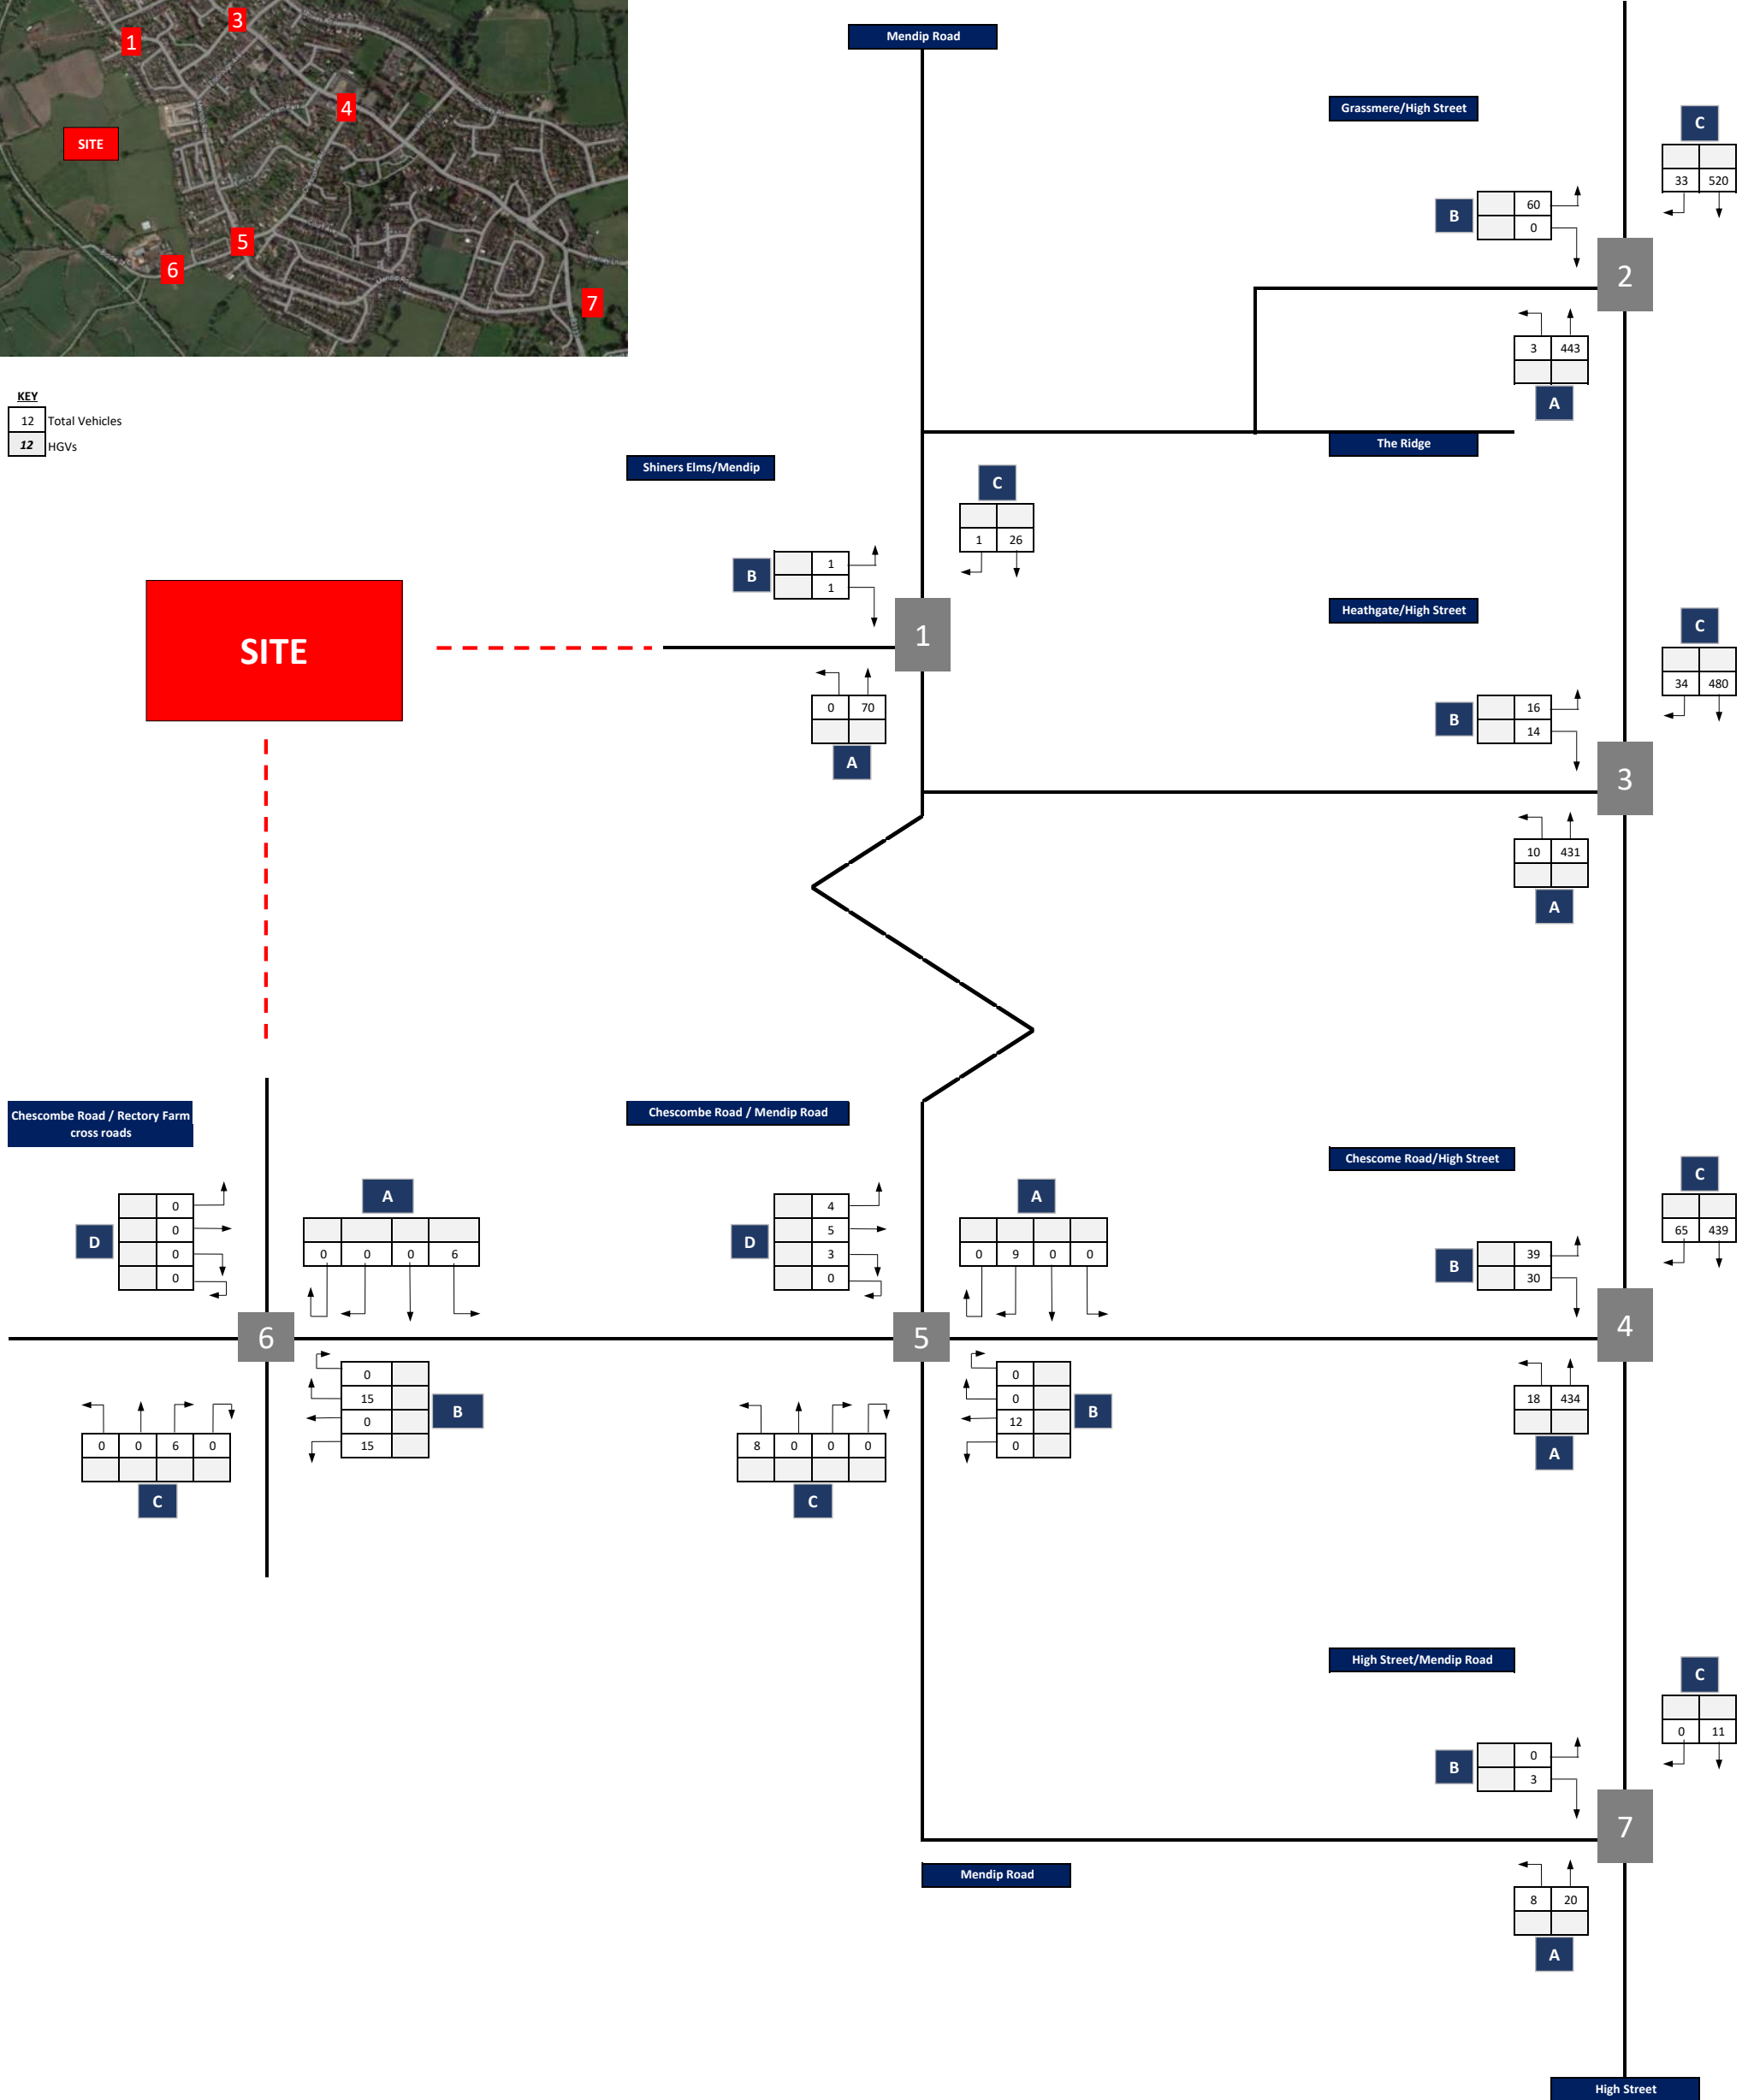 3
1
4
SITE
5
6
7
Mendip Road
Grassmere/High Street
C
33 520
B
60
0
2
3 443
A
KEY
12 Total Vehicles
12 HGVs
The Ridge
Shiners Elms/Mendip
C
1 26
B
1
1
1
0 70
A
SITE
Heathgate/High Street
C
34 480
B
16
14
3
10 431
A
Chescombe Road / Rectory Farm
cross roads
D
0
0
0
0
A
0 0 0 6
6
0
15
0
15
B
0 0 6 0
C
Chescombe Road / Mendip Road
D
4
5
3
0
A
0 9 0 0
5
0
0
12
0
B
8 0 0 0
C
Chescome Road/High Street
C
65 439
B
39
30
4
18 434
A
High Street/Mendip Road
C
0 11
B
0
3
7
Mendip Road
8 20
A
High Street